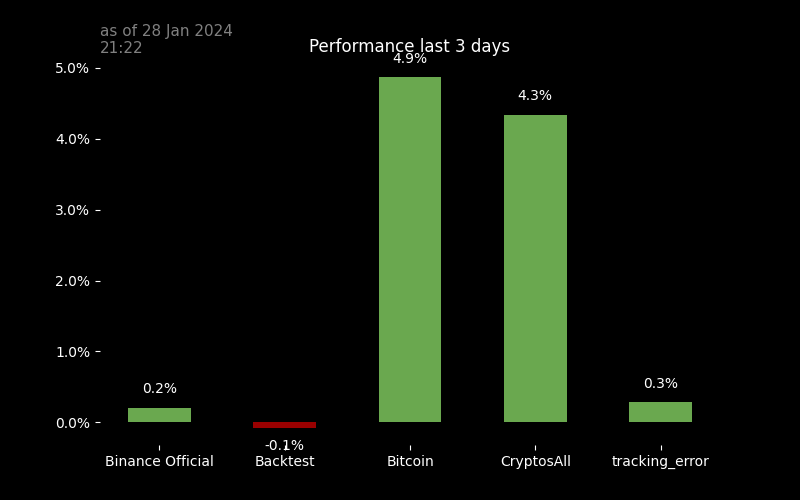 as of 28 Jan 2024
21:22
Performance last 3 days
5.0%
4.0%
3.0%
2.0%
1.0%
0.0%
0.2%
-0.1%
4.9%
4.3%
0.3%
Binance Official
Backtest
Bitcoin
CryptosAll
tracking_error